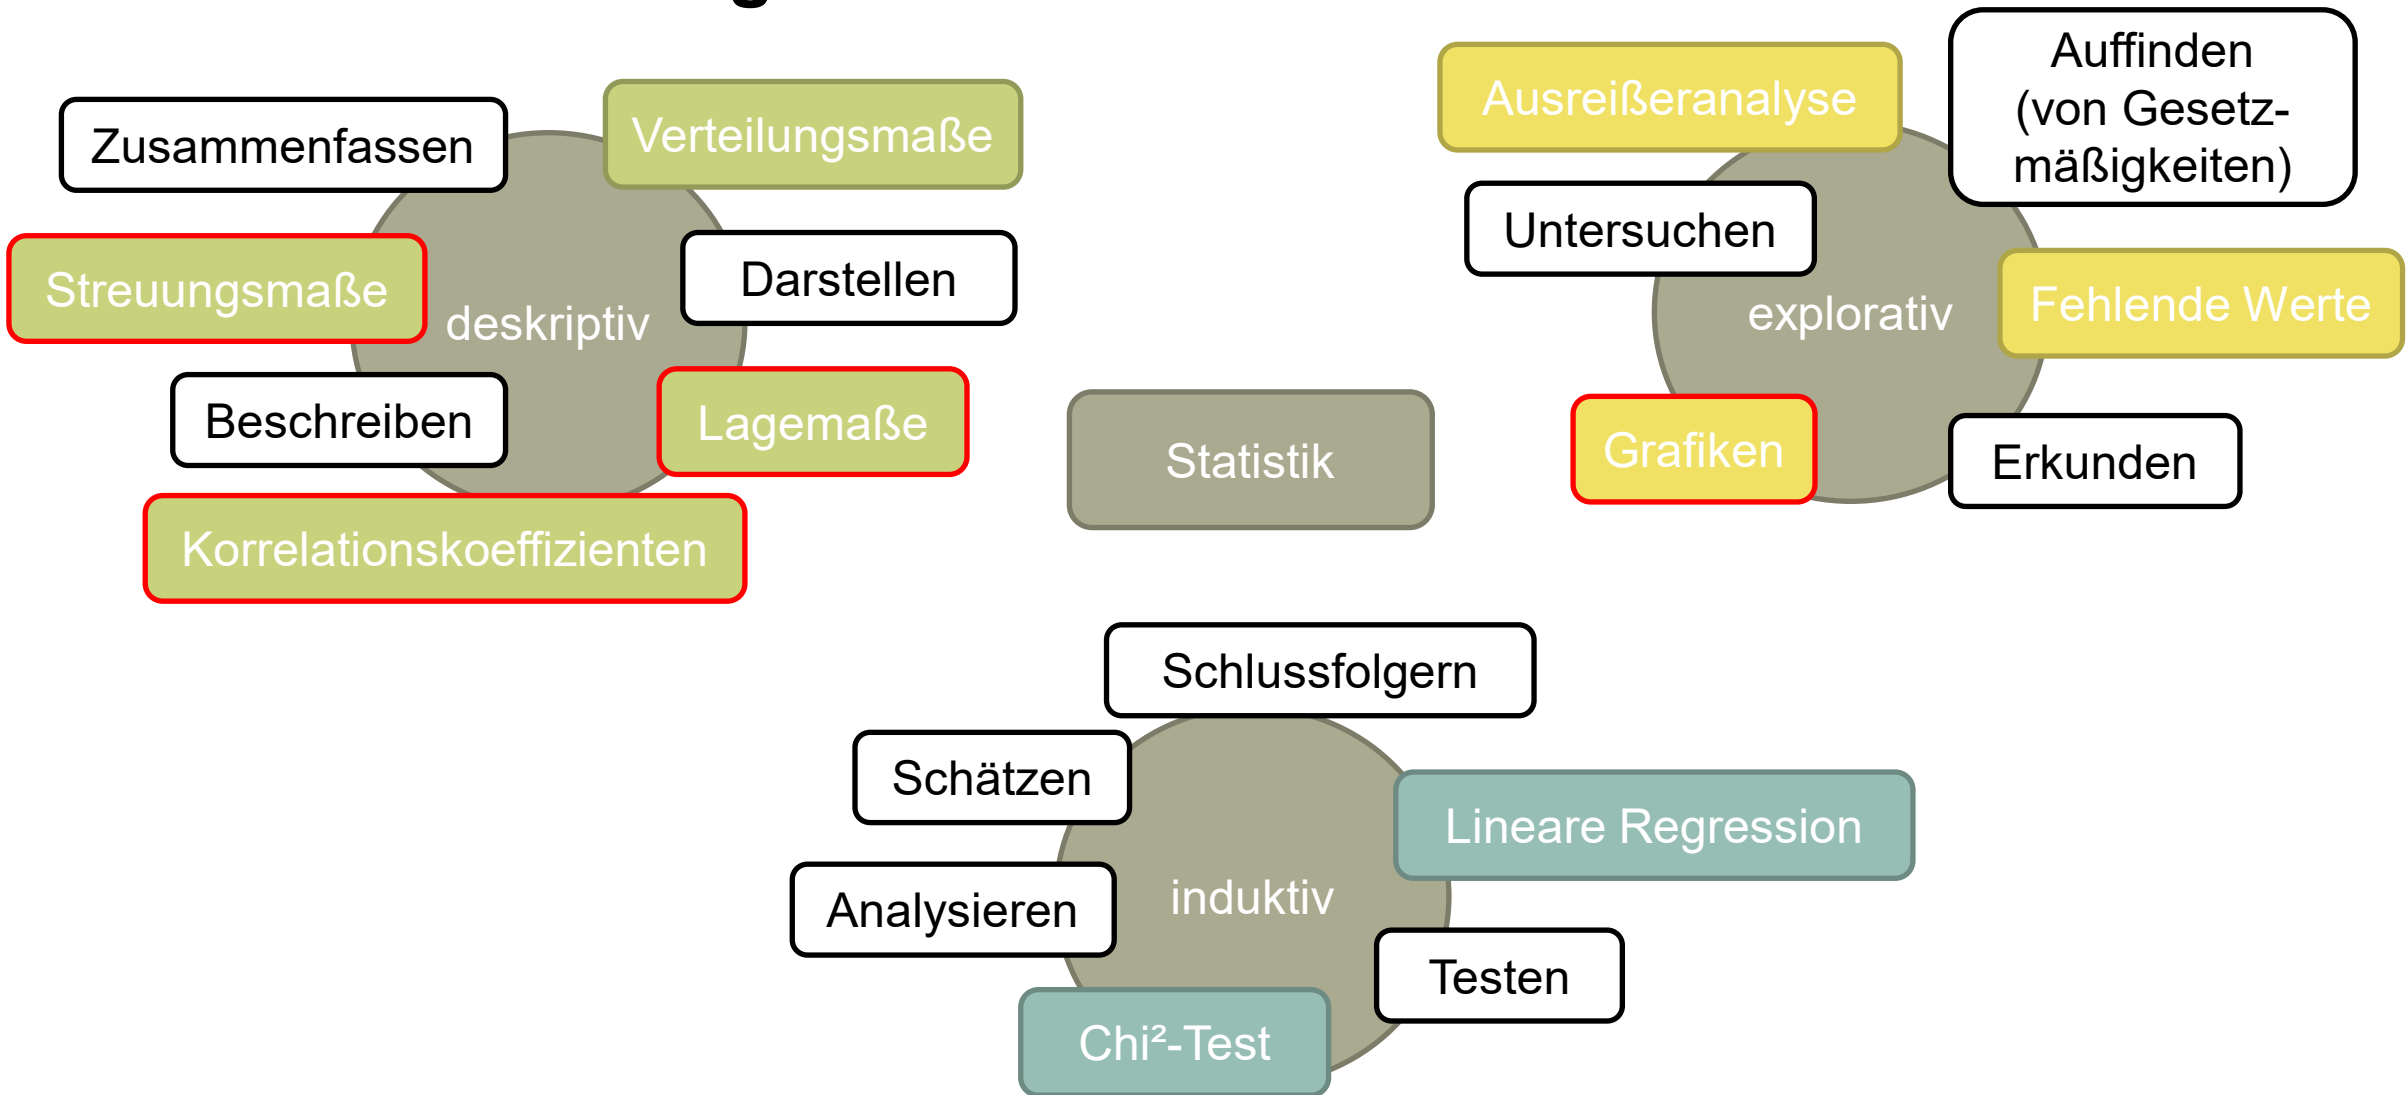 Zusammenfassen
Verteilungsmaße
Streuungsmaße
Darstellen
deskriptiv
Beschreiben
Lagemaße
Korrelationskoeffizienten
Statistik
Ausreißeranalyse
Auffinden
(von Gesetz-
mäßigkeiten)
Untersuchen
explorativ
Fehlende Werte
Grafiken
Erkunden
Schlussfolgern
Schätzen
Lineare Regression
Analysieren
induktiv
Testen
Chi²-Test